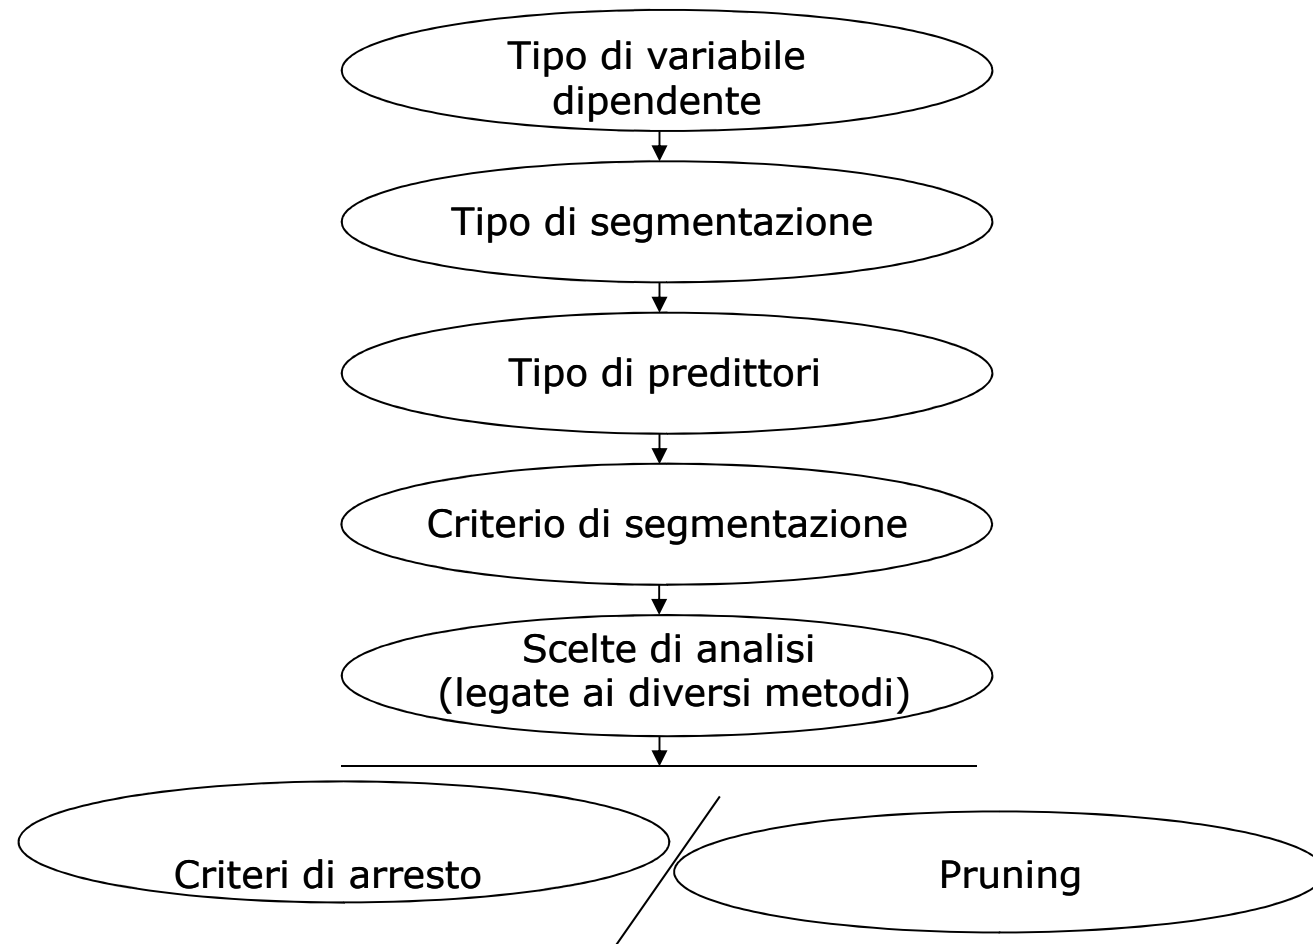 Tipo di variabile
dipendente
Tipo di segmentazione
Tipo di predittori
Criterio di segmentazione
Scelte di analisi
(legate ai diversi metodi)
Criteri di arresto
Pruning